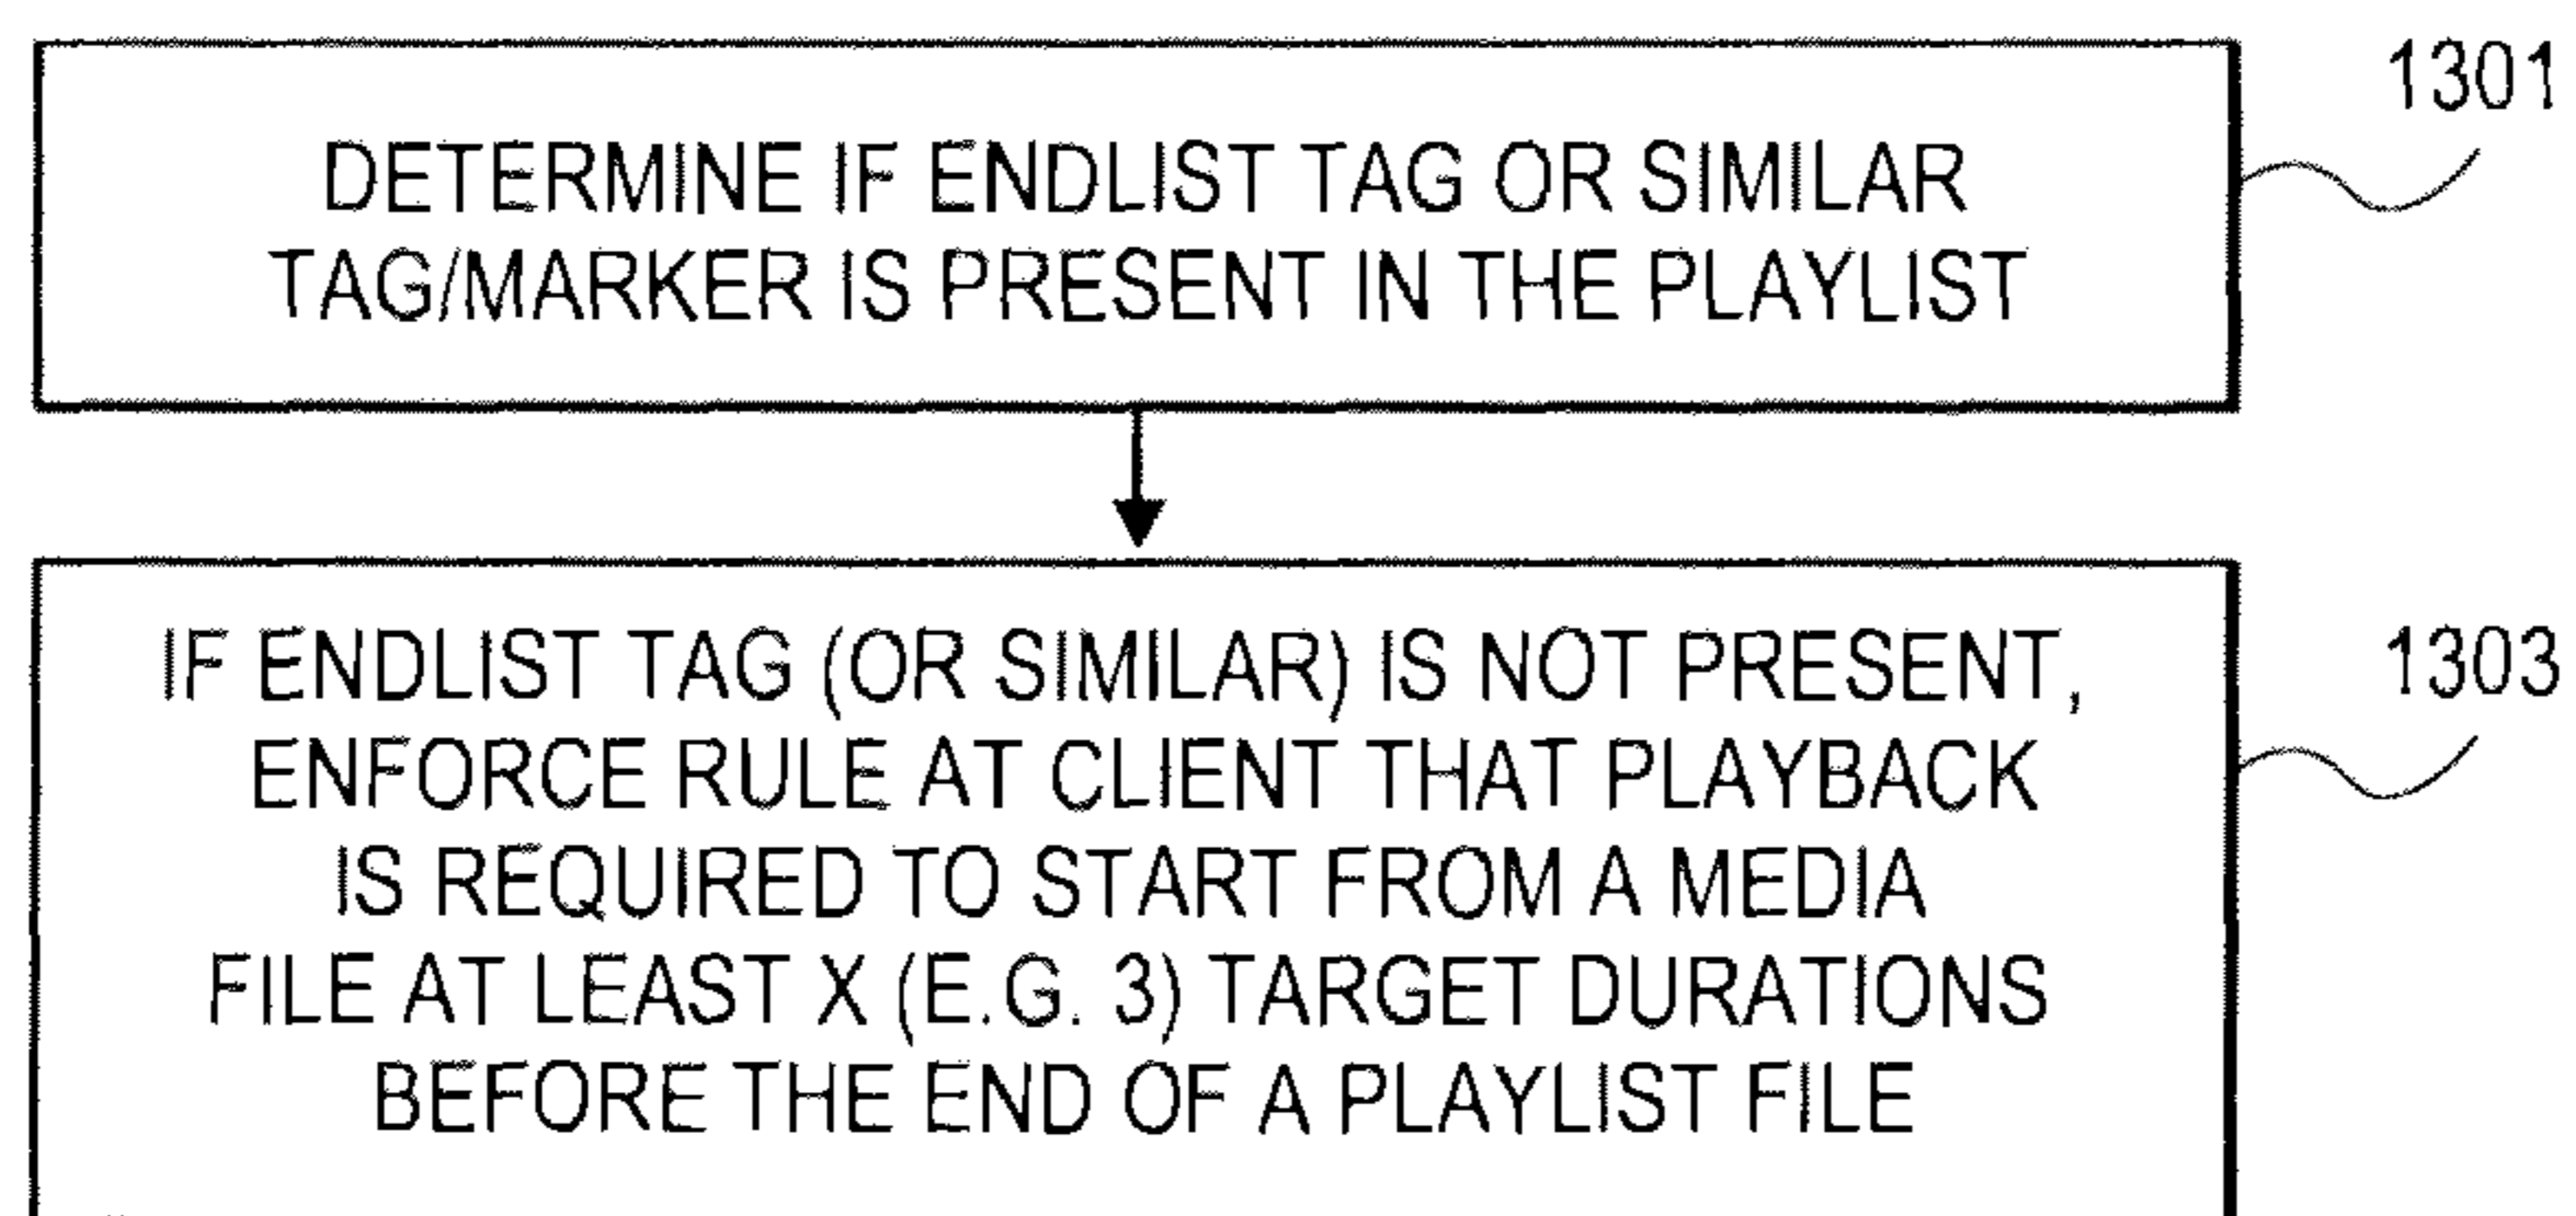 1301
DETERMINE IF ENDLIST TAG OR SIMILAR
TAG/MARKER IS PRESENT IN THE PLAYLIST
IF ENDLIST TAG (OR SIMILAR) IS NOT PRESENT,
1303
ENFORCE RULE AT CLIENT THAT PLAYBACK
IS REQUIRED TO START FROM A MEDIA
FILE AT LEAST X (E.G. 3) TARGET DURATIONS
BEFORE THE END OF A PLAYLIST FILE